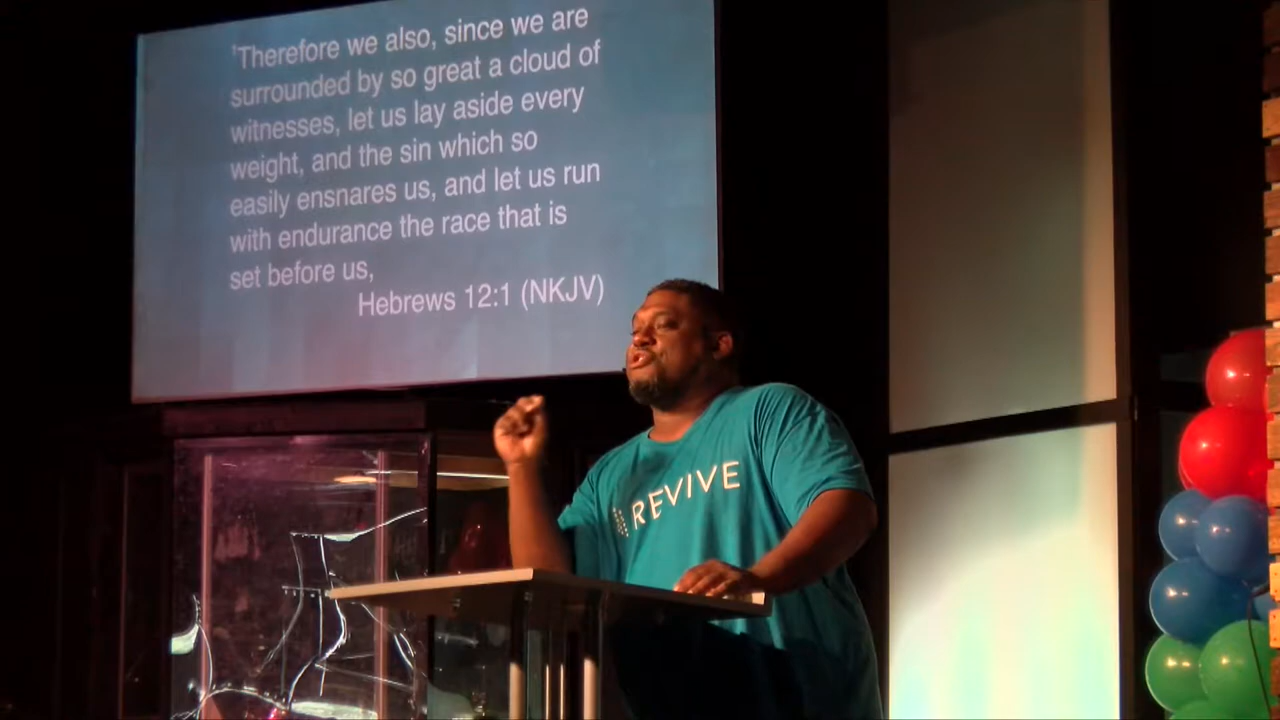 ¹Therefore we also, since we are
surrounded by so great a cloud of
witnesses, let us lay aside every
weight, and the sin which so
easily ensnares us, and let us run
with endurance the race that is
set before us,
Hebrews 12:1 (NKJV)
REVIVE